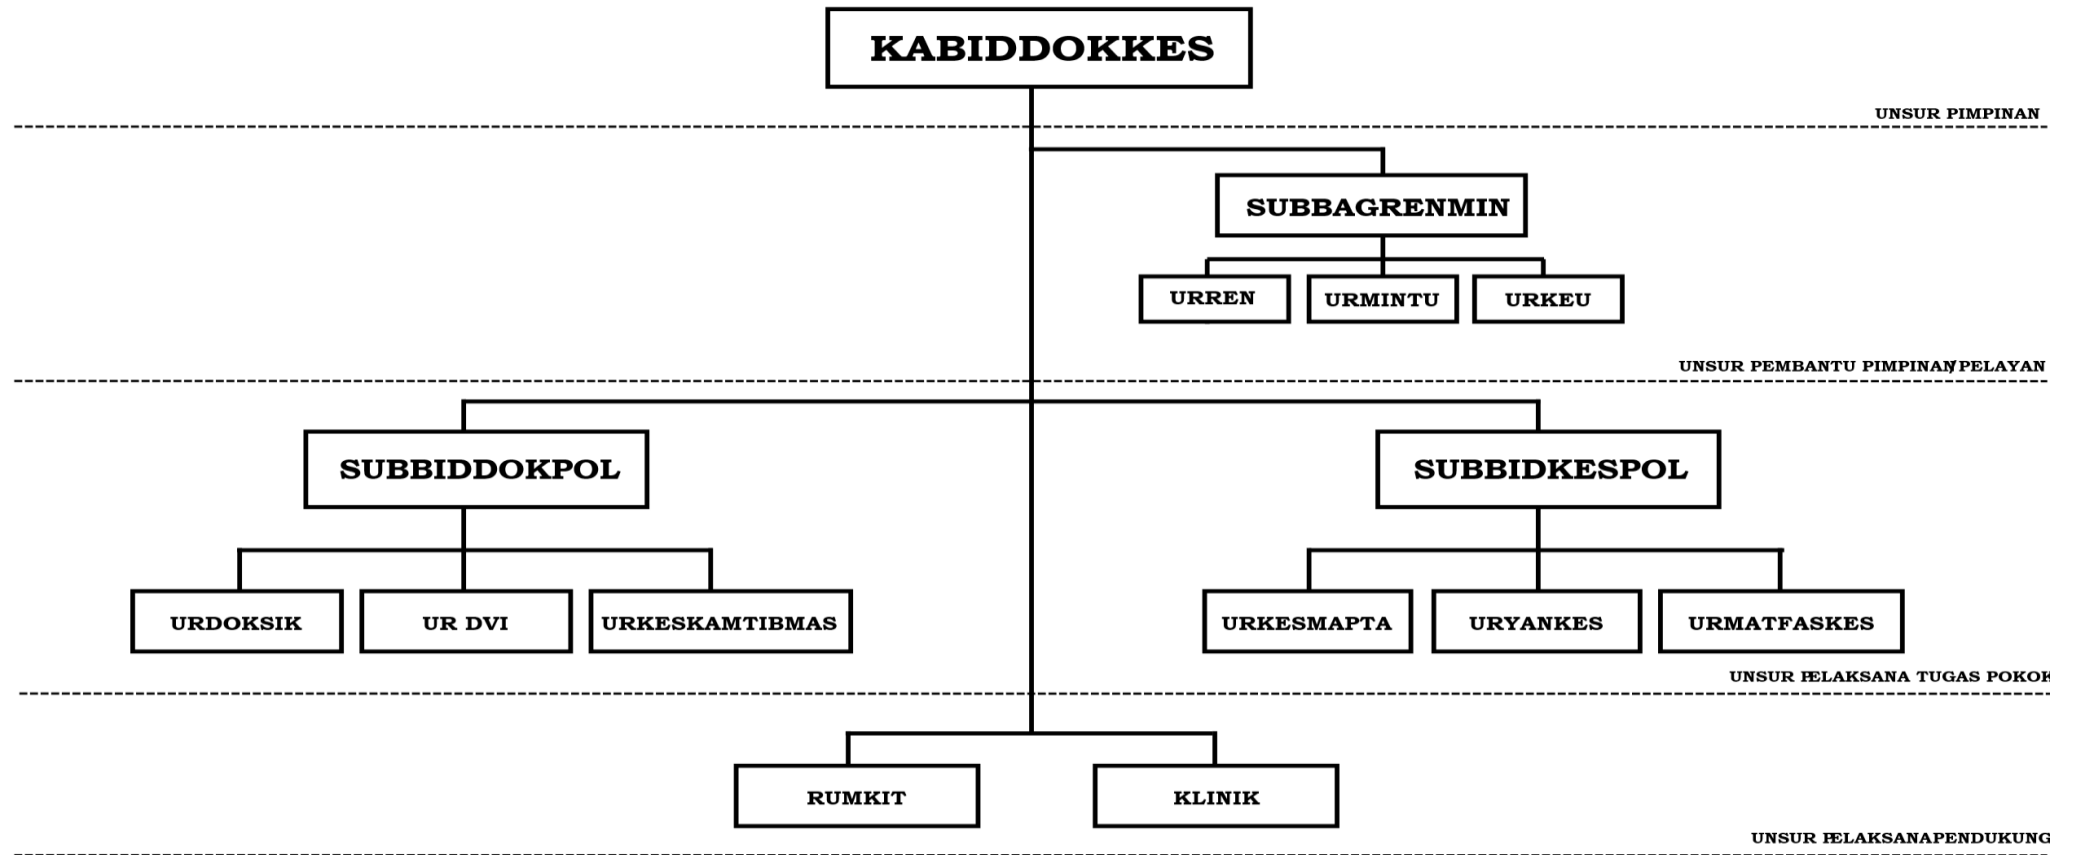 KABIDDOKKES
UNSUR PIMPINAN
SUBBAGRENMIN
URREN
URMINTU
URKEU
UNSUR PEMBANTU PIMPINAN/PELAYAN
SUBBIDDOKPOL
SUBBIDKESPOL
URDOKSIK
UR DVI
URKESKAMTIBMAS
URKESMAPTA
URYANKES
URMATFASKES
UNSUR PELAKSANA TUGAS POKOK
RUMKIT
KLINIK
UNSUR PELAKSANAPENDUKUNG